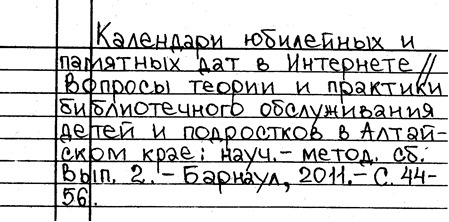 Календари юбилейных и
памятных дат в Интернете //
Вопросы теории и практики
библиотечного обслуживания
детей и подростков в Алтай-
ском крае: науч.- метод. сб.
Вып. 2. - Барнаул, 2011. - С. 44-
56.